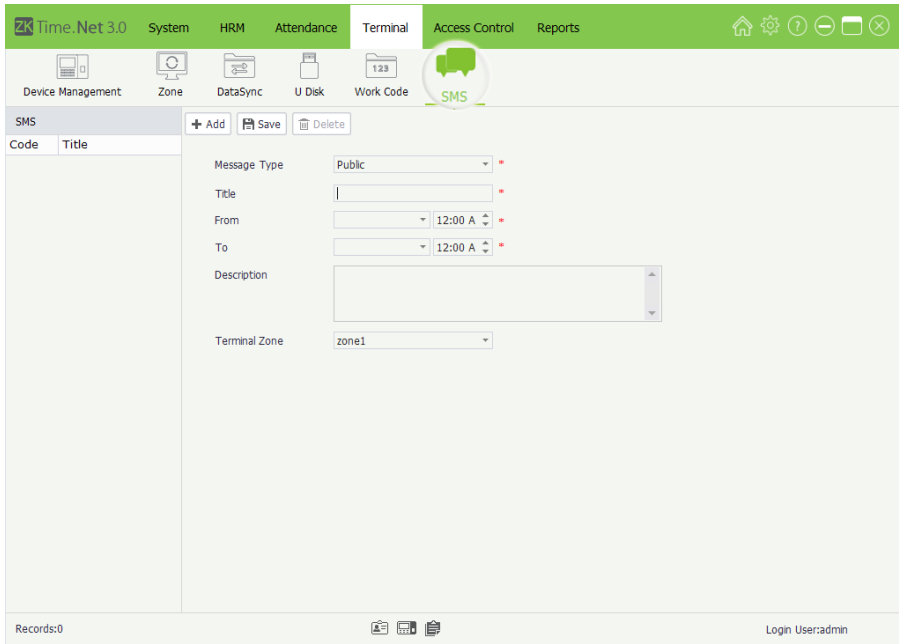 ZK Time.Net 3.0 System HRM Attendance Terminal Access Control Reports
123
Device Management Zone DataSync U Disk Work Code SMS
SMS
Add Save Delete
Code Title
Message Type Public *
Title *
From 12:00 A *
To 12:00 A *
Description
Terminal Zone zone1
Records:0 Login User:admin